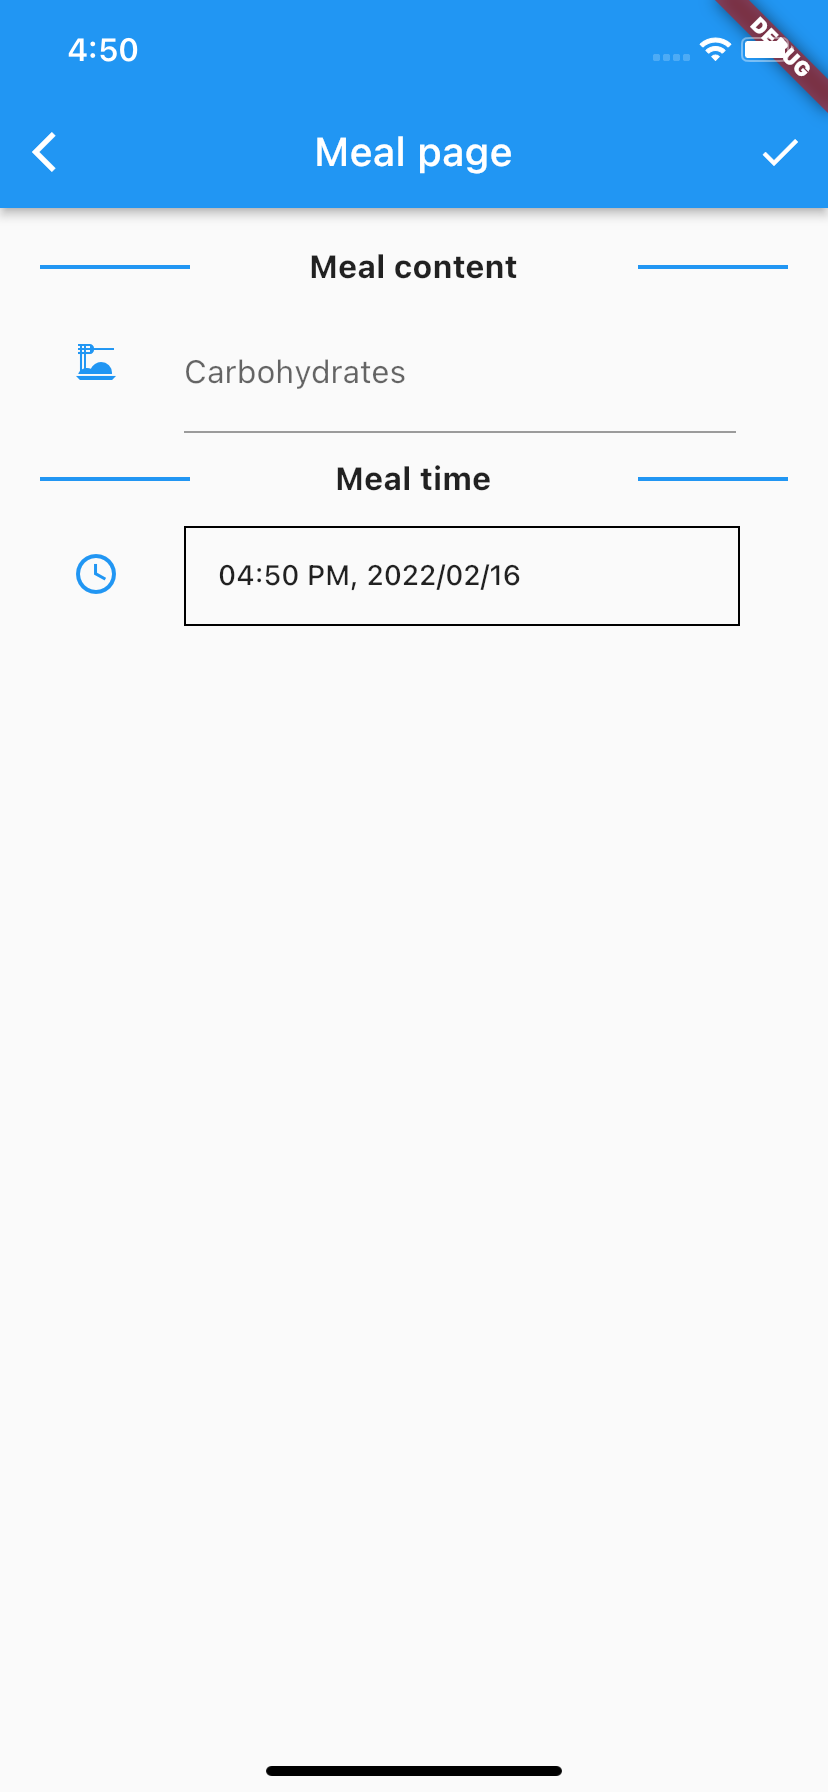 4:50
DEBUG
Meal page
Meal content
Carbohydrates
Meal time
04:50 PM, 2022/02/16